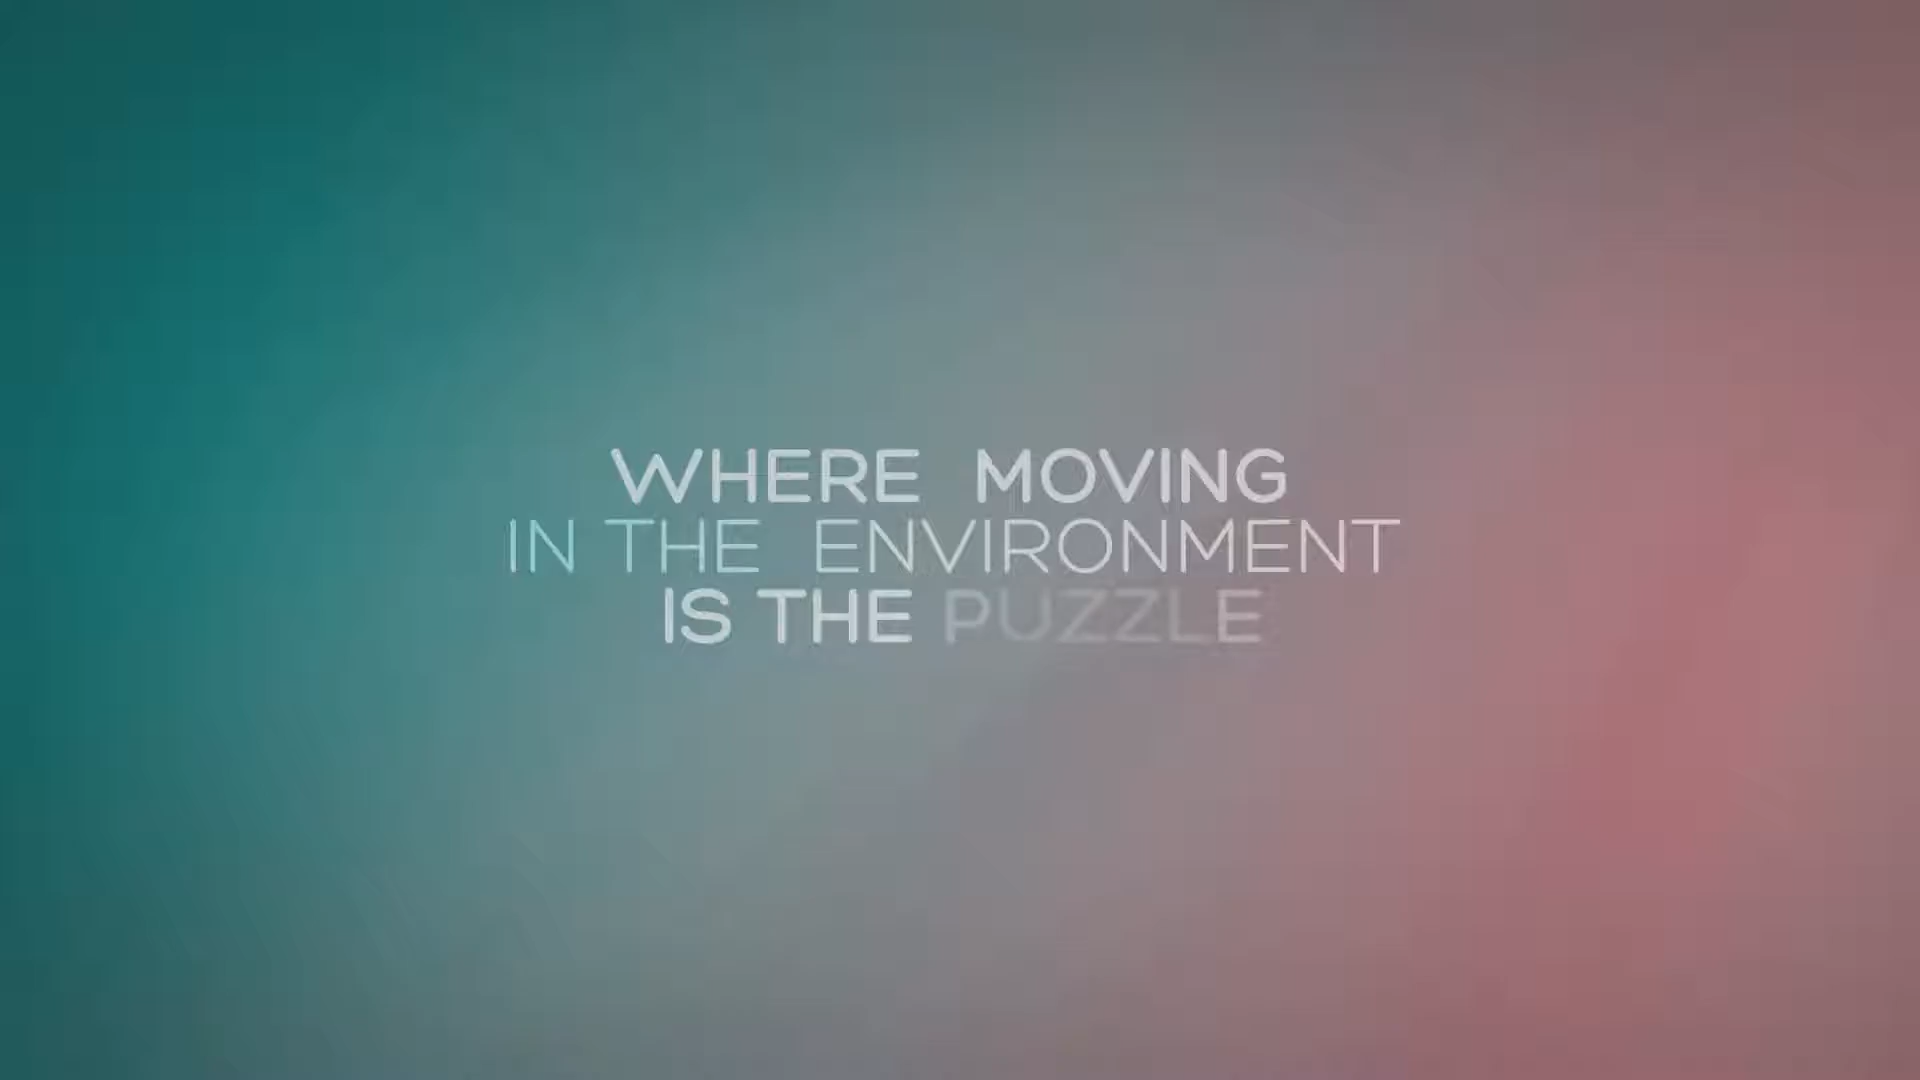 WHERE MOVING
IN THE ENVIRONMENT
IS THE PUZZLE